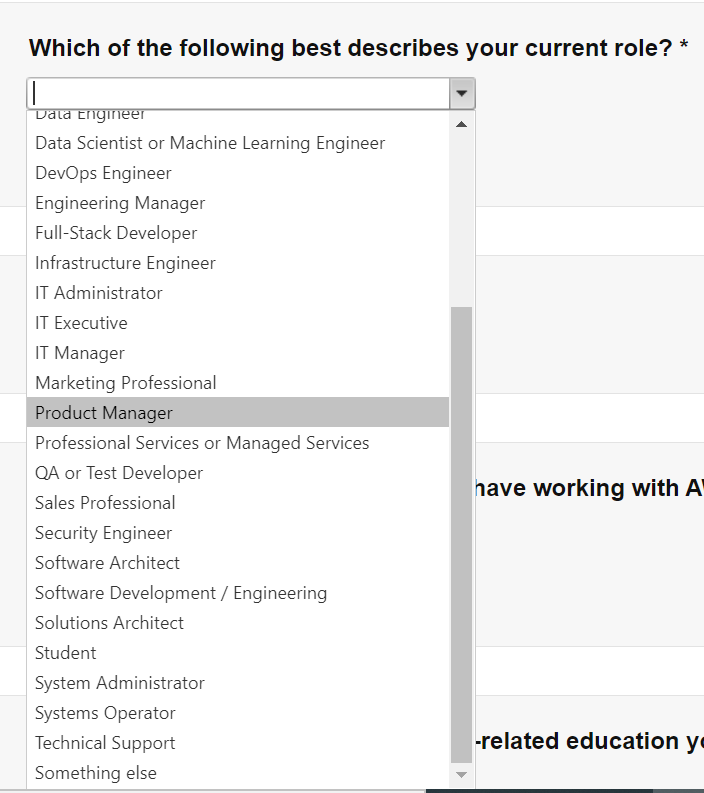 Which of the following best describes your current role? *
Data Engineer
Data Scientist or Machine Learning Engineer
DevOps Engineer
Engineering Manager
Full-Stack Developer
Infrastructure Engineer
IT Administrator
IT Executive
IT Manager
Marketing Professional
Product Manager
Professional Services or Managed Services
QA or Test Developer
have working with AW
Sales Professional
Security Engineer
Software Architect
Software Development / Engineering
Solutions Architect
Student
System Administrator
Systems Operator
Technical Support
-related education yo
Something else